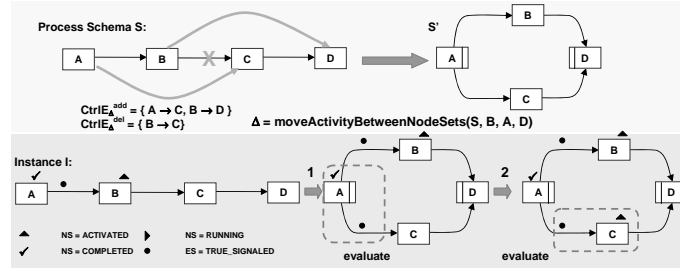 Process Schema S:
A
B
C
D
X
CtrlE Δ add = { A → C, B → D }
CtrlE Δ del = { B → C}
S'
A
B
C
D
Δ = moveActivityBetweenNodeSets(S, B, A, D)
Instance I:
A
B
C
D
1
A
B
C
D
evaluate
2
A
B
C
D
evaluate
NS = ACTIVATED
NS = RUNNING
NS = COMPLETED
ES = TRUE_SIGNALED